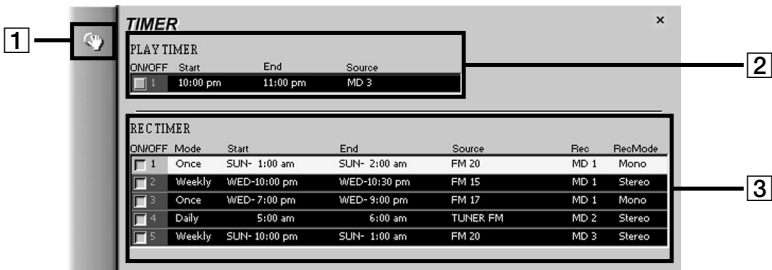 TIMER ×
1
PLAY TIMER
ON/OFF Start End Source
1 10:00 pm 11:00 pm MD 3
2
REC TIMER
ON/OFF Mode Start End Source Rec RecMode
1 Once SUN- 1:00 am SUN- 2:00 am FM 20 MD 1 Mono
2 Weekly WED-10:00 pm WED-10:30 pm FM 15 MD 1 Stereo
3 Once WED- 7:00 pm WED- 9:00 pm FM 17 MD 1 Mono
4 Daily 5:00 am 6:00 am TUNER FM MD 2 Stereo
5 Weekly SUN- 10:00 pm SUN- 1:00 am FM 20 MD 3 Stereo
3